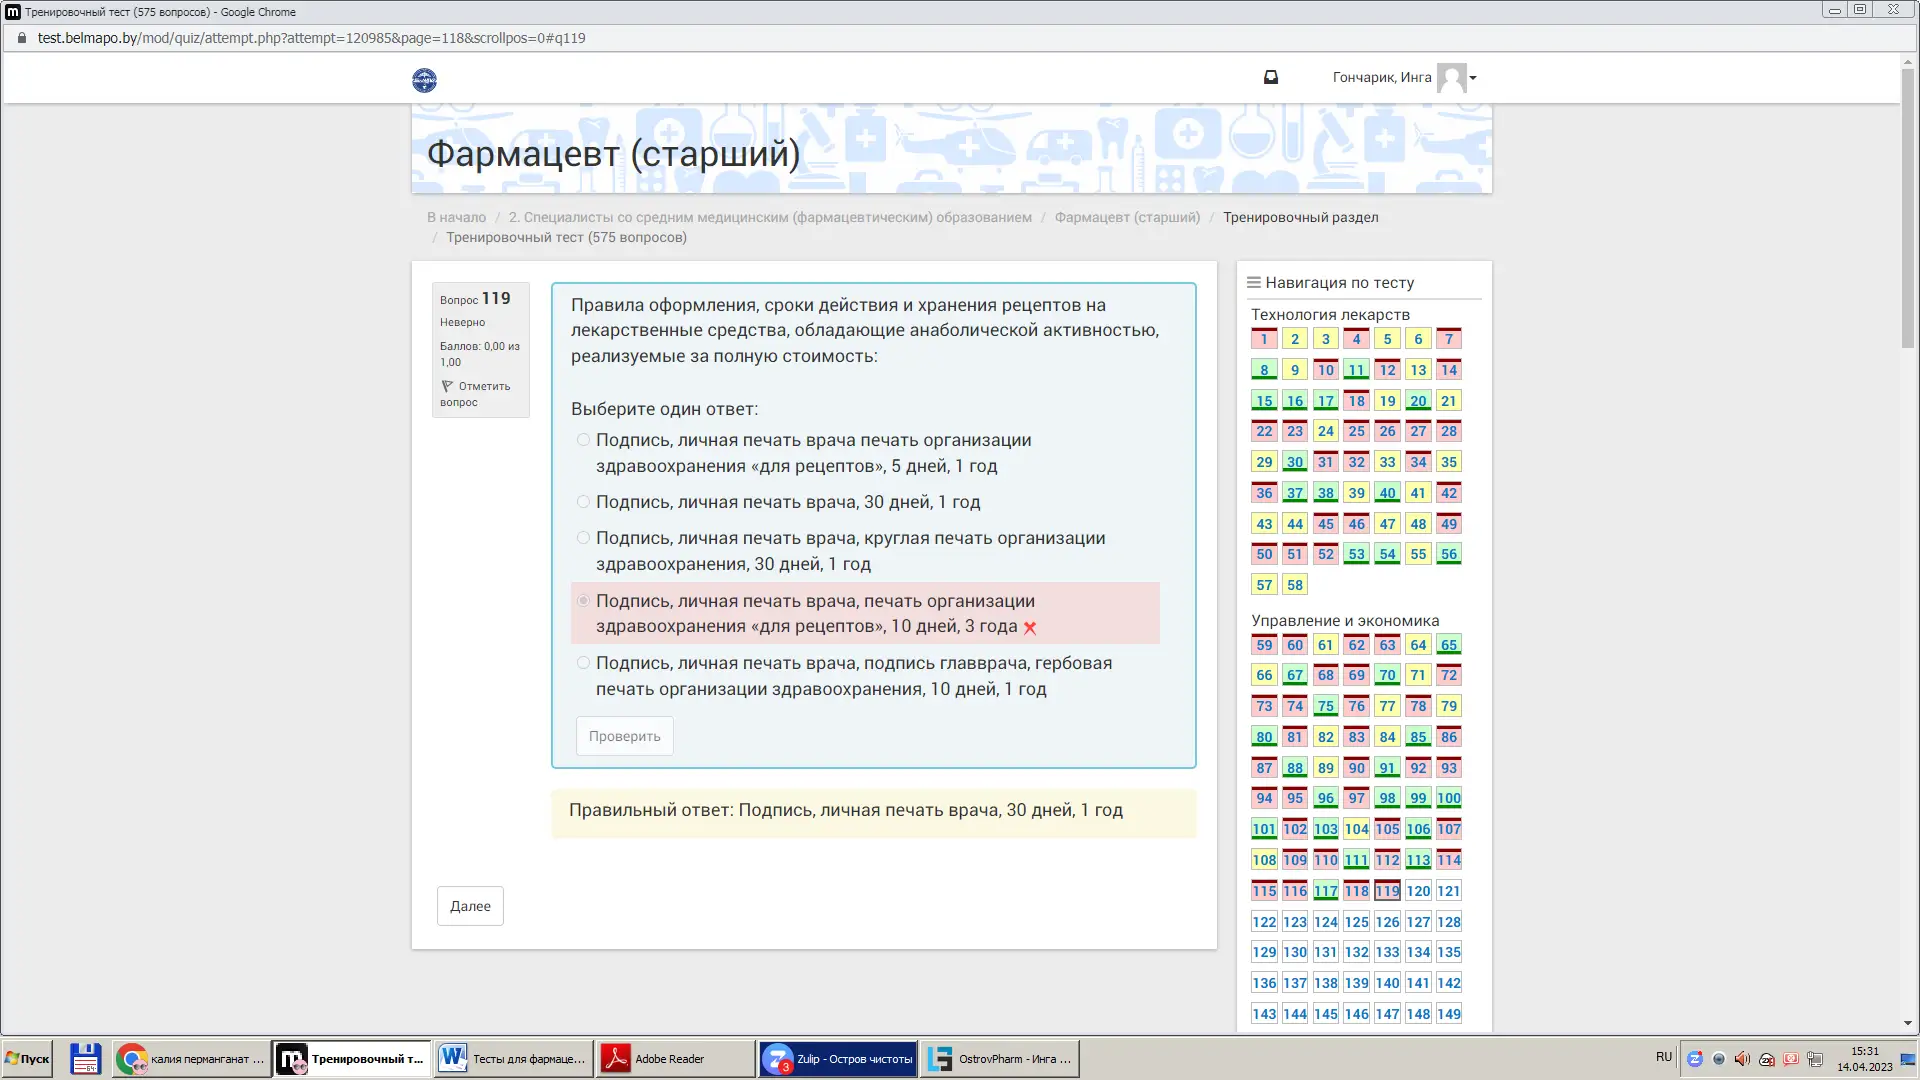 Тренировочный тест (575 вопросов) - Google Chrome
test.belmapo.by/mod/quiz/attempt.php?attempt=120985&page=118&scrollpos=0#q119
Гончарик, Инга
Фармацевт (старший)
В начало / 2. Специалисты со средним медицинским (фармацевтическим) образованием / Фармацевт (старший) / Тренировочный раздел
/ Тренировочный тест (575 вопросов)
Вопрос 119
Неверно
Баллов: 0,00 из
1,00
Отметить
вопрос
Правила оформления, сроки действия и хранения рецептов на
лекарственные средства, обладающие анаболической активностью,
реализуемые за полную стоимость:
Выберите один ответ:
Подпись, личная печать врача печать организации
здравоохранения «для рецептов», 5 дней, 1 год
Подпись, личная печать врача, 30 дней, 1 год
Подпись, личная печать врача, круглая печать организации
здравоохранения, 30 дней, 1 год
Подпись, личная печать врача, печать организации
здравоохранения «для рецептов», 10 дней, 3 года
Подпись, личная печать врача, подпись главврача, гербовая
печать организации здравоохранения, 10 дней, 1 год
Проверить
Правильный ответ: Подпись, личная печать врача, 30 дней, 1 год
Далее
Навигация по тесту
Технология лекарств
1 2 3 4 5 6 7
8 9 10 11 12 13 14
15 16 17 18 19 20 21
22 23 24 25 26 27 28
29 30 31 32 33 34 35
36 37 38 39 40 41 42
43 44 45 46 47 48 49
50 51 52 53 54 55 56
57 58
Управление и экономика
59 60 61 62 63 64 65
66 67 68 69 70 71 72
73 74 75 76 77 78 79
80 81 82 83 84 85 86
87 88 89 90 91 92 93
94 95 96 97 98 99 100
101 102 103 104 105 106 107
108 109 110 111 112 113 114
115 116 117 118 119 120 121
122 123 124 125 126 127 128
129 130 131 132 133 134 135
136 137 138 139 140 141 142
143 144 145 146 147 148 149
Пуск
калия перманганат ...
Тренировочный т...
Тесты для фармаце...
Adobe Reader
3
Zulip - Остров чистоты
OstrovPharm - Инга ...
RU
15:31
14.04.2023